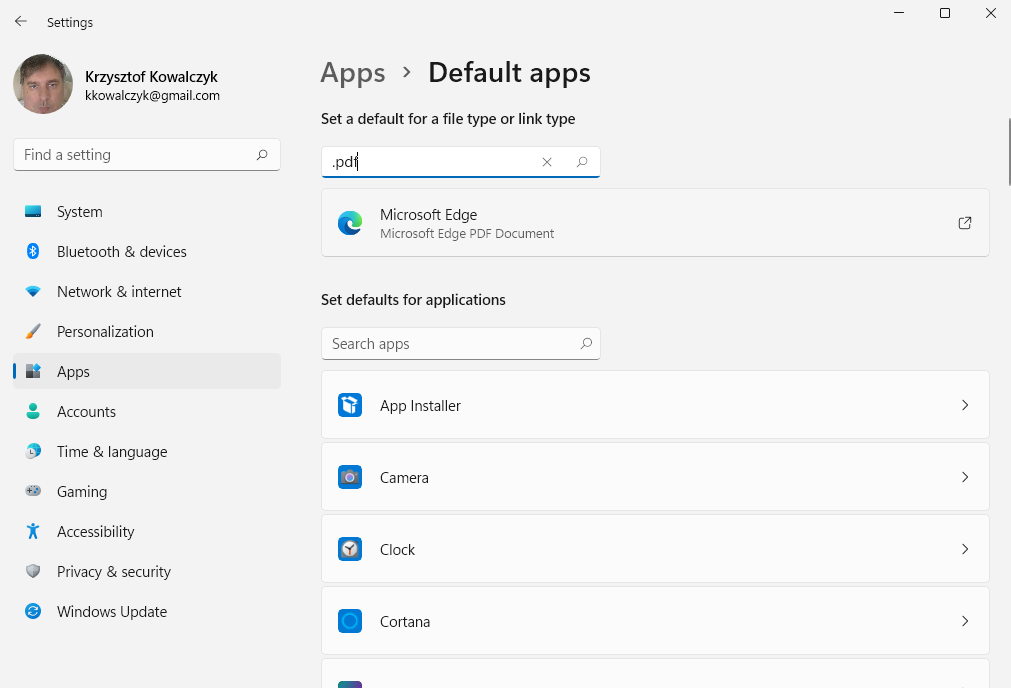 Settings
Krzysztof Kowalczyk
kkowalczyk@gmail.com
Find a setting
System
Bluetooth & devices
Network & internet
Personalization
Apps
Accounts
Time & language
Gaming
Accessibility
Privacy & security
Windows Update
Apps > Default apps
Set a default for a file type or link type
.pdf
Microsoft Edge
Microsoft Edge PDF Document
Set defaults for applications
Search apps
App Installer
Camera
Clock
Cortana